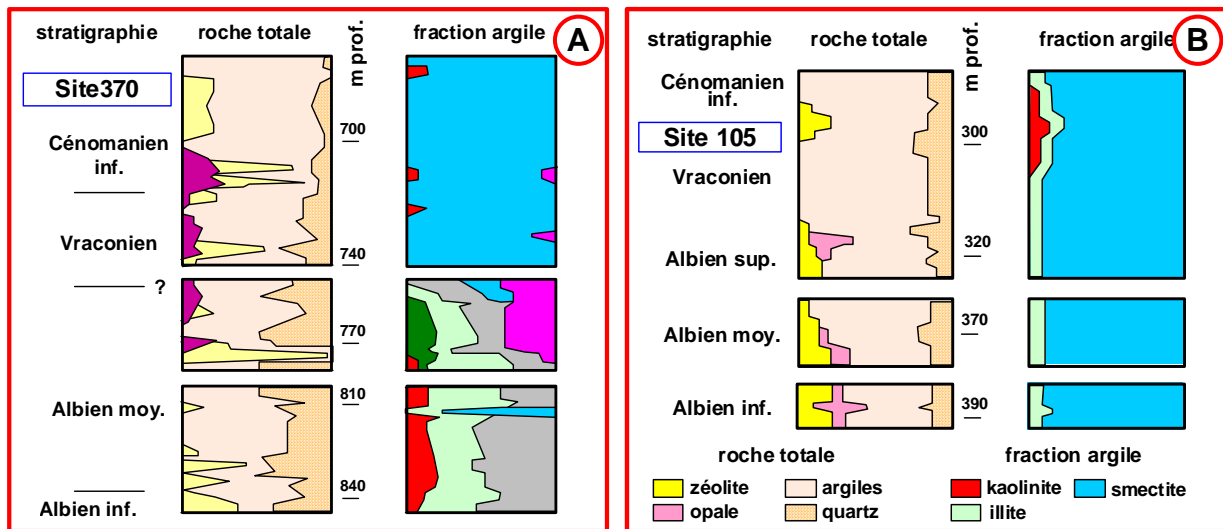 stratigraphie roche totale m prof. fraction argile A
Site370
700
Cénomanien
inf.
Vraconien
740
?
770
810
Albien moy.
840
Albien inf.
stratigraphie roche totale m prof. fraction argile B
Cénomanien
inf.
Site 105
300
Vraconien
320
Albien sup.
370
Albien moy.
Albien inf.
390
roche totale fraction argile
zéolite argiles kaolinite smectite
opale quartz illite